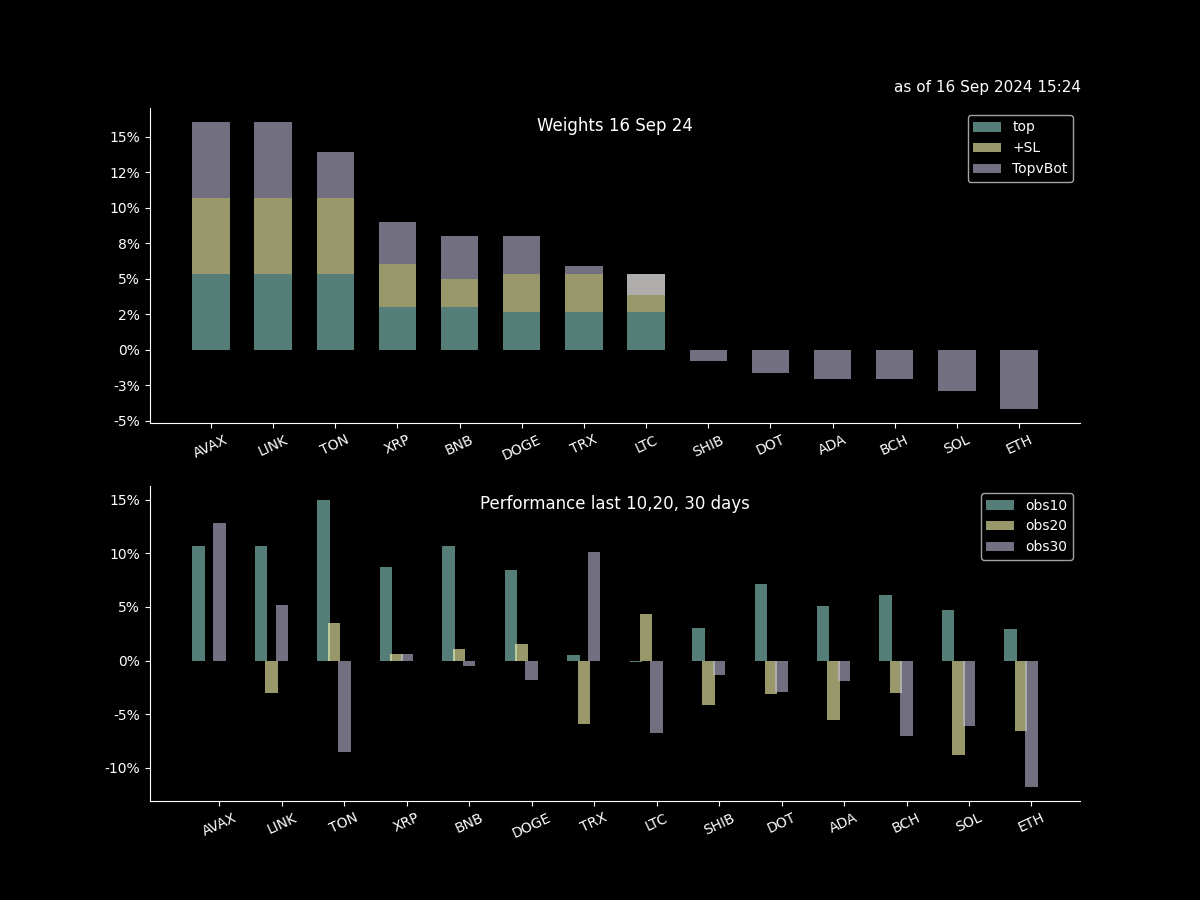 as of 16 Sep 2024 15:24
Weights 16 Sep 24
top
+SL
TopvBot
15%
12%
10%
8%
5%
2%
0%
-3%
-5%
AVAX LINK TON XRP BNB DOGE TRX LTC SHIB DOT ADA BCH SOL ETH
Performance last 10,20, 30 days
obs10
obs20
obs30
15%
10%
5%
0%
-5%
-10%
AVAX LINK TON XRP BNB DOGE TRX LTC SHIB DOT ADA BCH SOL ETH